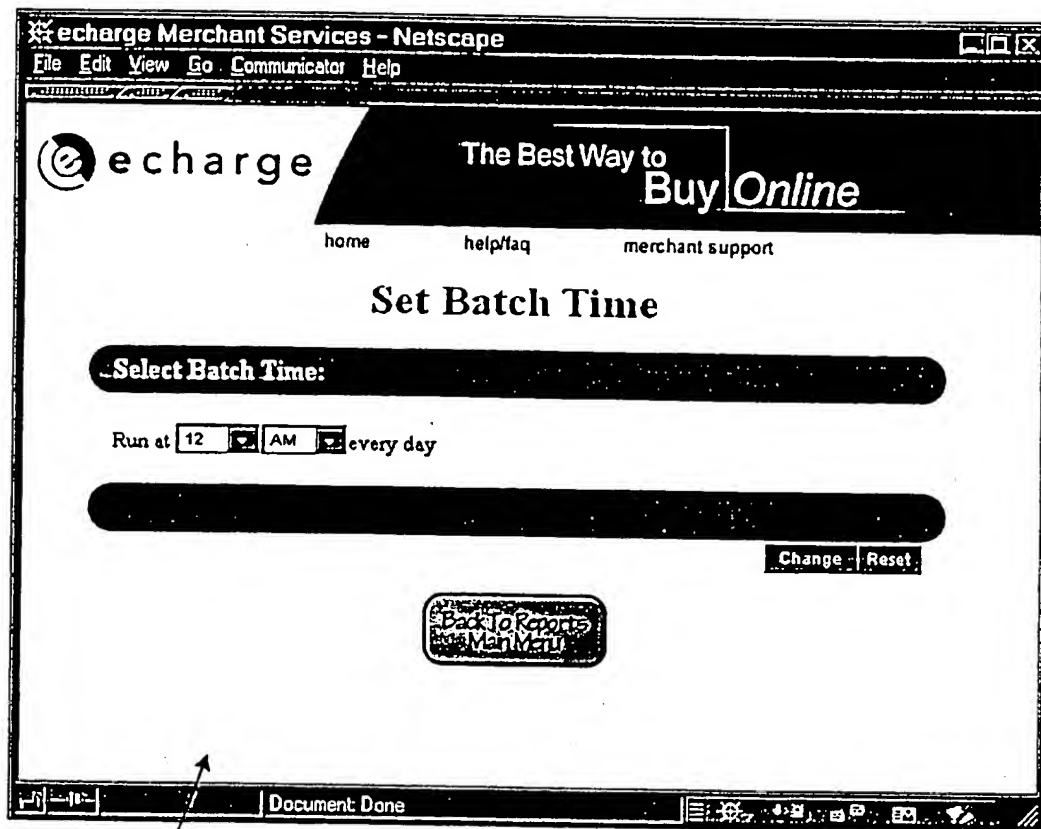 echarge Merchant Services - Netscape
File Edit View Go Communicator Help
echarge
The Best Way to
Buy Online
home help/faq merchant support
Set Batch Time
Select Batch Time:
Run at 12 AM every day
Change Reset
Back To Reports
Main Menu
Document: Done